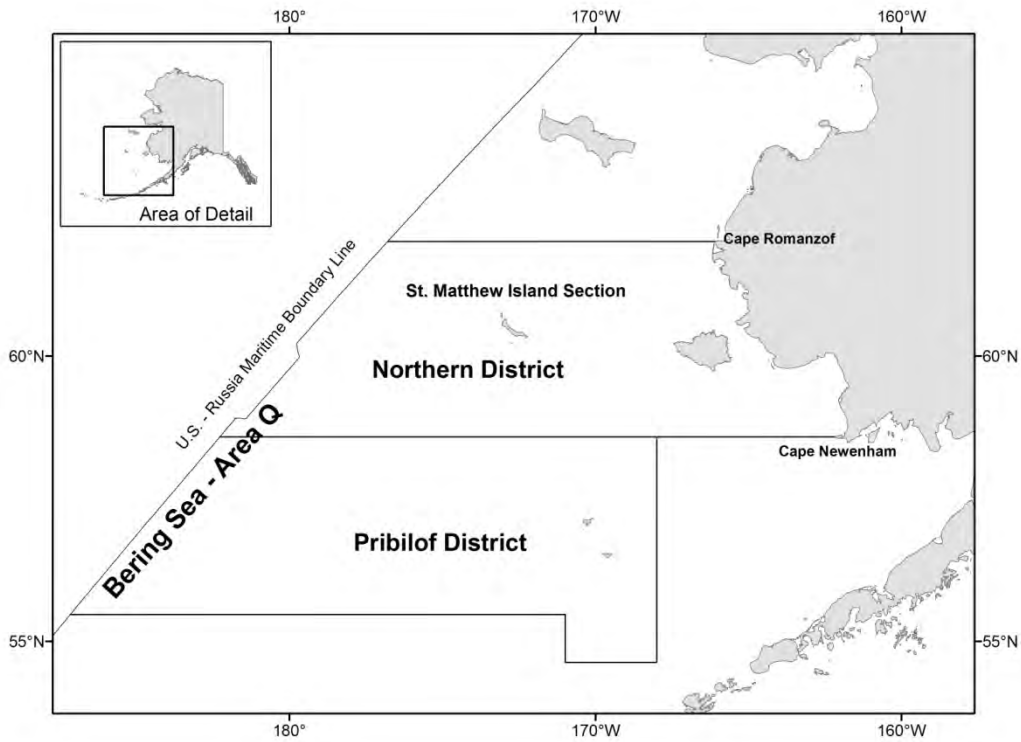 180°
170°W
160°W
Area of Detail
Cape Romanzof
U.S. - Russia Maritime Boundary Line
St. Matthew Island Section
60°N
60°N
Northern District
Bering Sea - Area Q
Cape Newenham
Pribilof District
55°N
55°N
180°
170°W
160°W